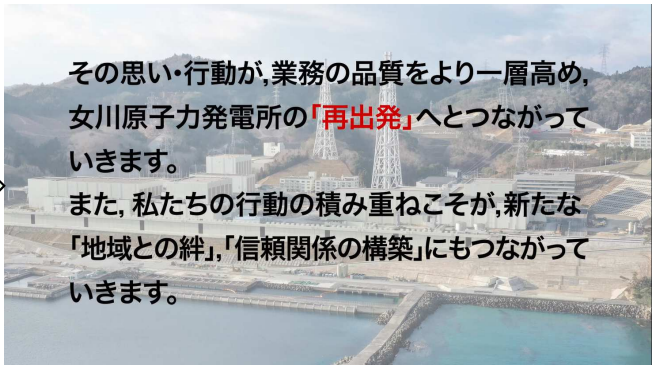 その思い・行動が,業務の品質をより一層高め,
女川原子力発電所の「再出発」へとつながって
いきます。
また, 私たちの行動の積み重ねこそが,新たな
「地域との絆」,「信頼関係の構築」にもつながって
いきます。